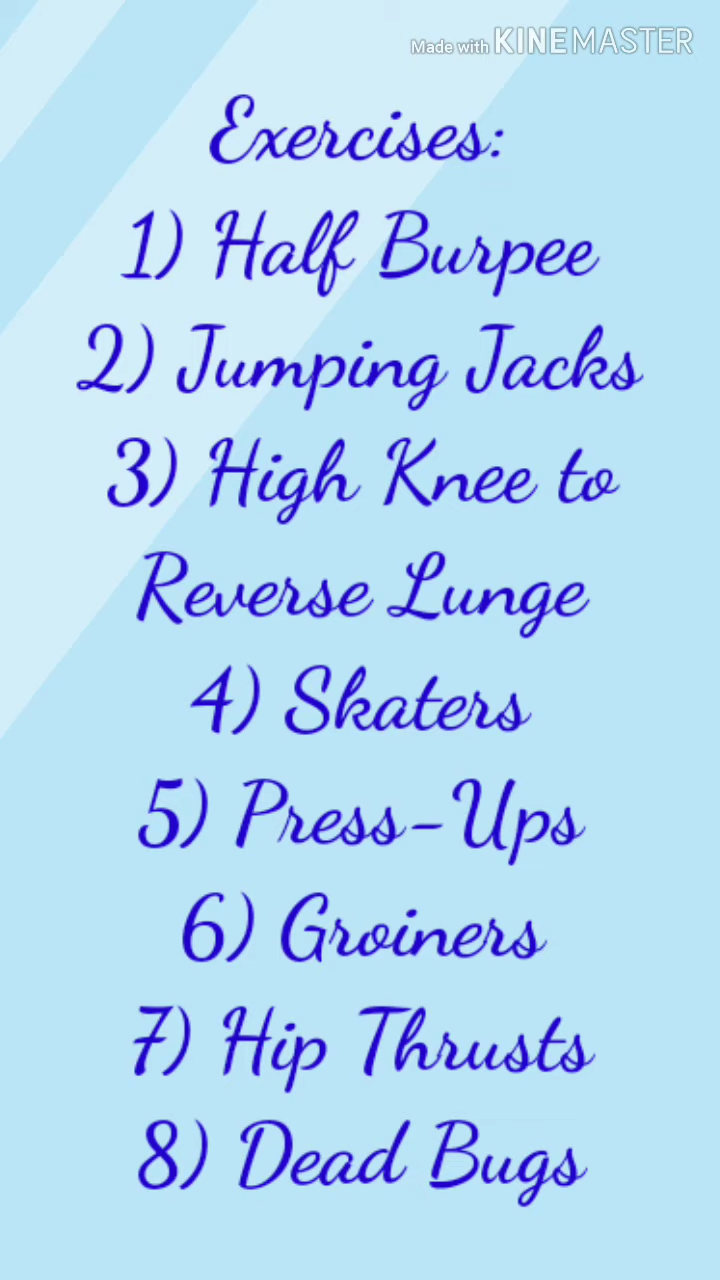 Made with KINEMASTER
Exercises:
1) Half Burpee
2) Jumping Jacks
3) High Knee to
Reverse Lunge
4) Skaters
5) Press-Ups
6) Groiners
7) Hip Thrusts
8) Dead Bugs